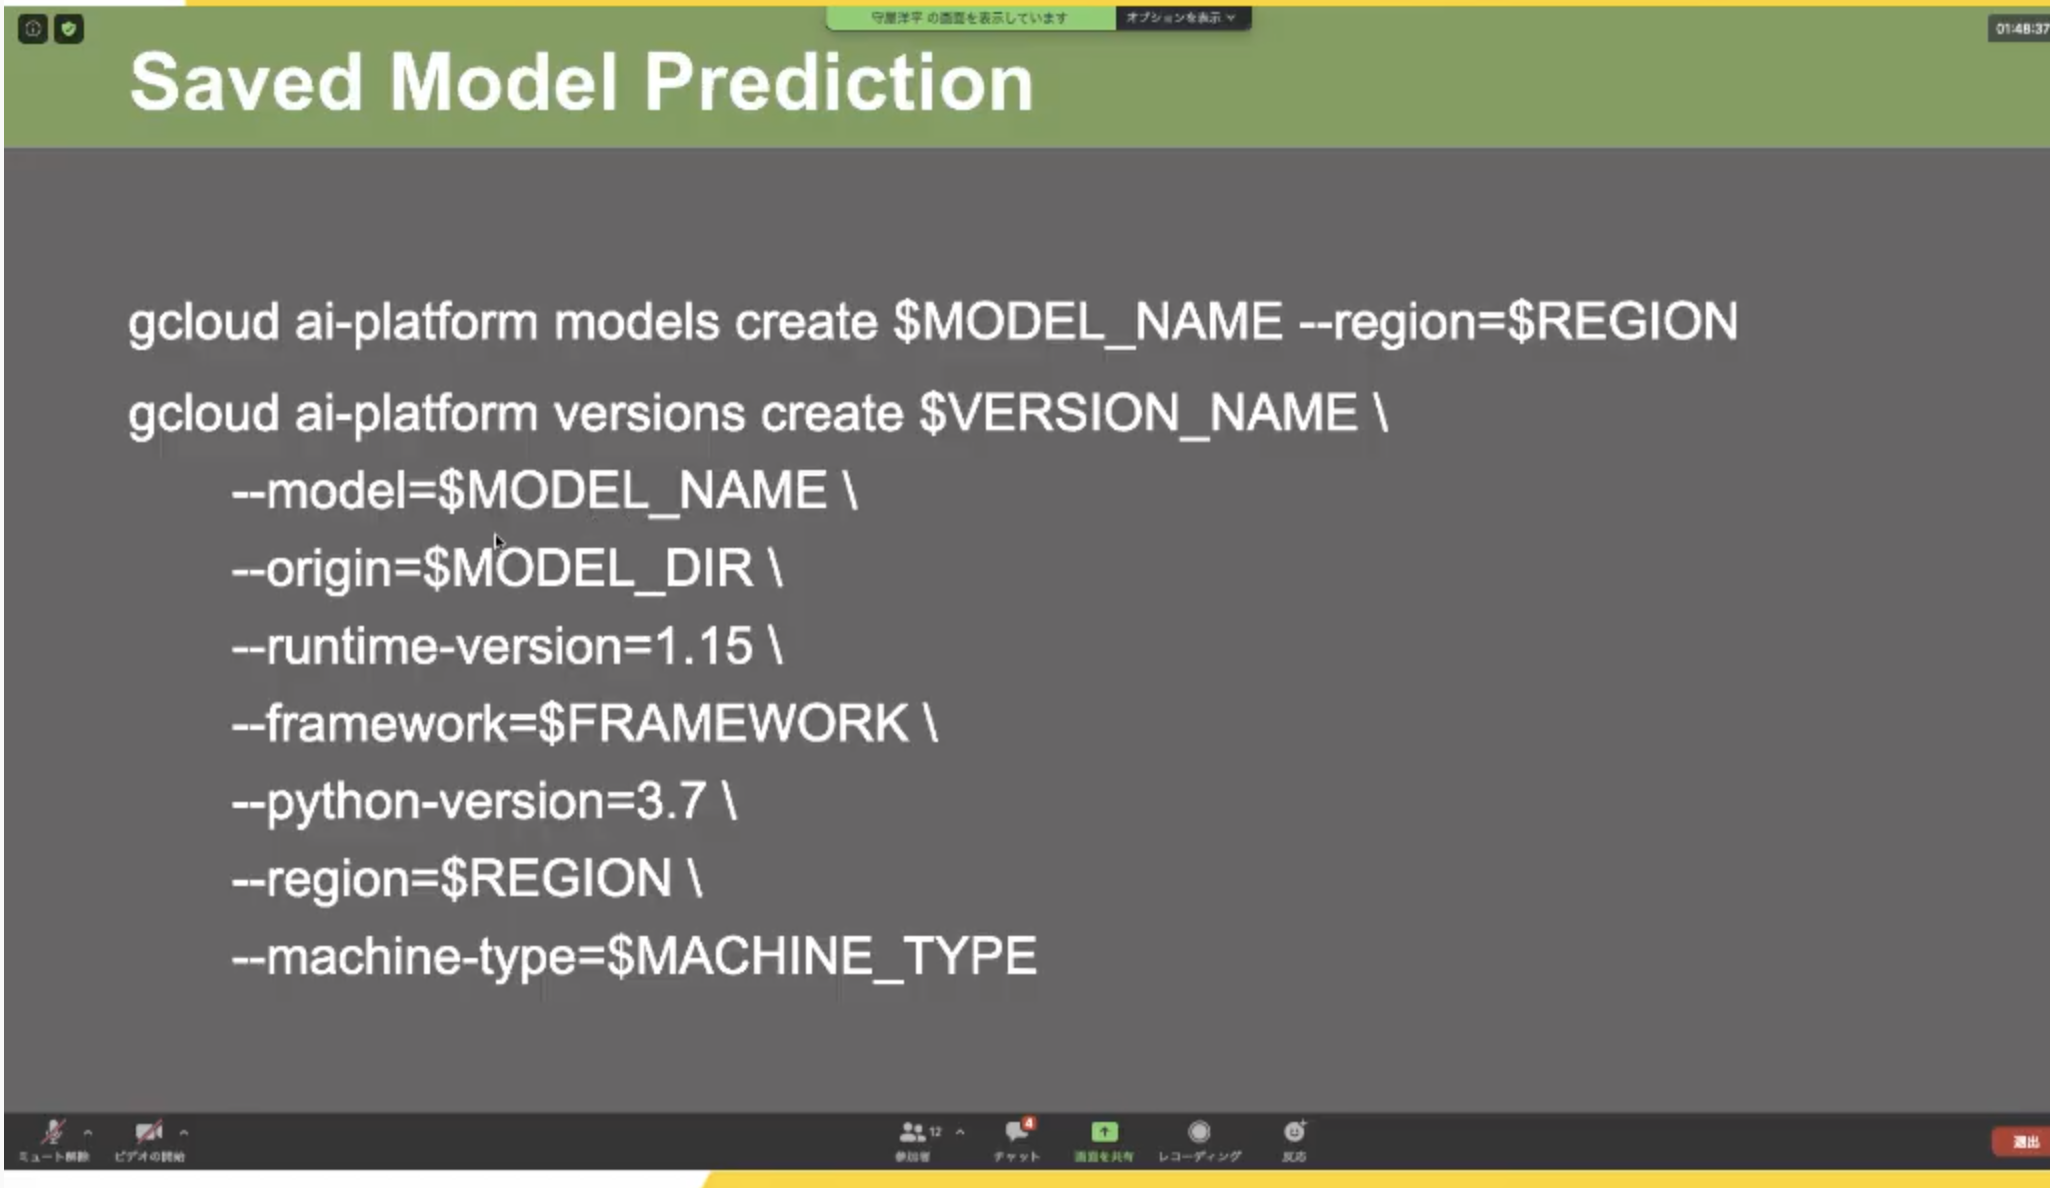 守屋洋平 の画面を表示しています オプションを表示
01:48:37
Saved Model Prediction
gcloud ai-platform models create $MODEL_NAME --region=$REGION
gcloud ai-platform versions create $VERSION_NAME \
--model=$MODEL_NAME \
--origin=$MODEL_DIR \
--runtime-version=1.15 \
--framework=$FRAMEWORK \
--python-version=3.7 \
--region=$REGION \
--machine-type=$MACHINE_TYPE
12 4
ミュート解除 ビデオの開始 参加者 チャット 画面を共有 レコーディング 反応 退出